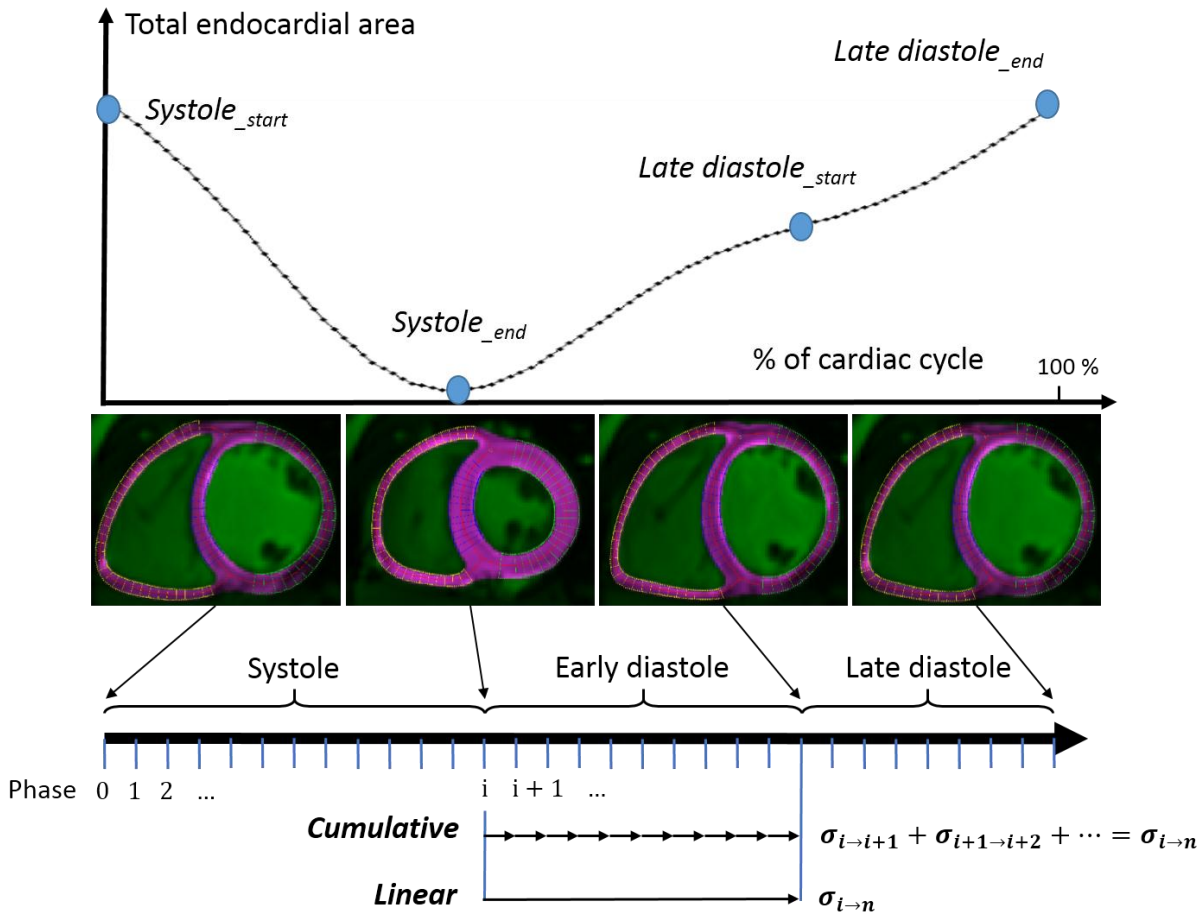 Total endocardial area
Late diastole_end
Systole_start
Late diastole_start
Systole_end
% of cardiac cycle
100 %
Systole
Early diastole
Late diastole
Phase 0 1 2 ... i i + 1 ...
Cumulative σi→i+1 + σi+1→i+2 + ⋯ = σi→n
Linear σi→n